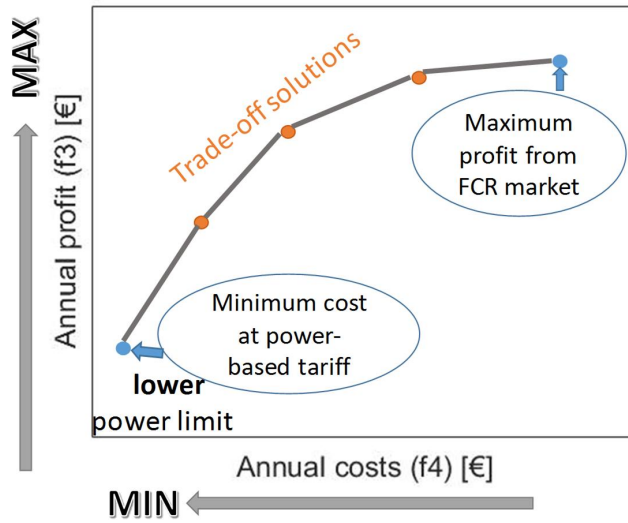 MAX
Annual profit (f3) [€]
Trade-off solutions
Maximum
profit from
FCR market
Minimum cost
at power-
based tariff
lower
power limit
Annual costs (f4) [€]
MIN